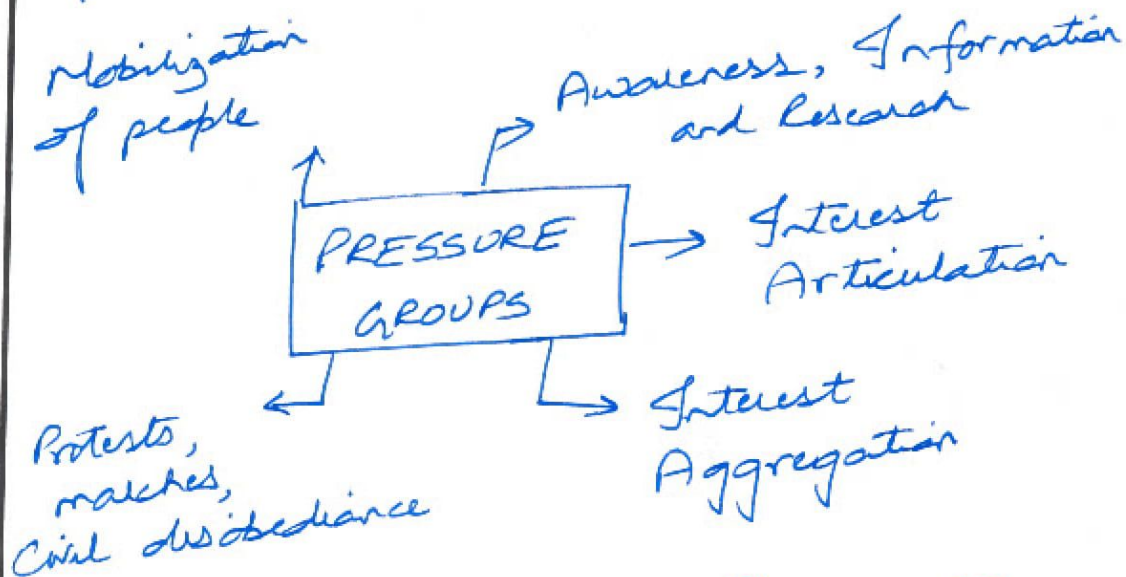 Mobilization
of people
Awareness, Information
and Research
PRESSURE
GROUPS
Interest
Articulation
Interest
Aggregation
Protests,
marches,
Civil disobediance